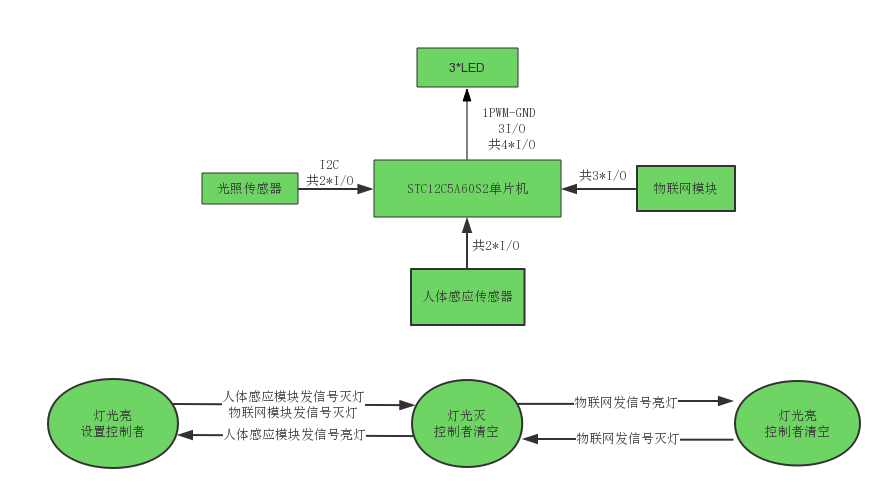 3*LED
1PWM-GND
3I/O
共4*I/O
I2C
共2*I/O
光照传感器
STC12C5A60S2单片机
共3*I/O
物联网模块
共2*I/O
人体感应传感器
灯光亮
设置控制者
人体感应模块发信号灭灯
物联网模块发信号灭灯
人体感应模块发信号亮灯
灯光灭
控制者清空
物联网发信号亮灯
物联网发信号灭灯
灯光亮
控制者清空